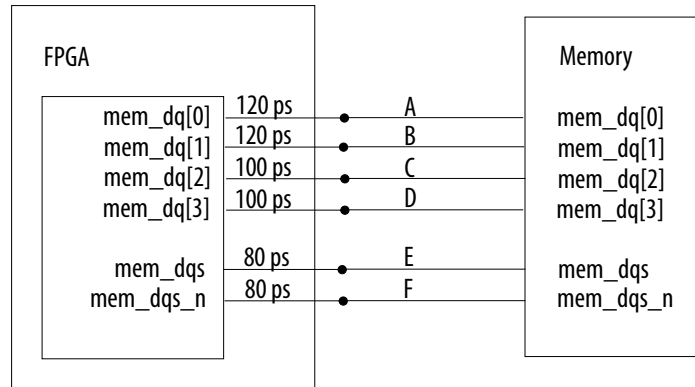 FPGA Memory
mem_dq[0] 120 ps A mem_dq[0]
mem_dq[1] 120 ps B mem_dq[1]
mem_dq[2] 100 ps C mem_dq[2]
mem_dq[3] 100 ps D mem_dq[3]
mem_dqs 80 ps E mem_dqs
mem_dqs_n 80 ps F mem_dqs_n